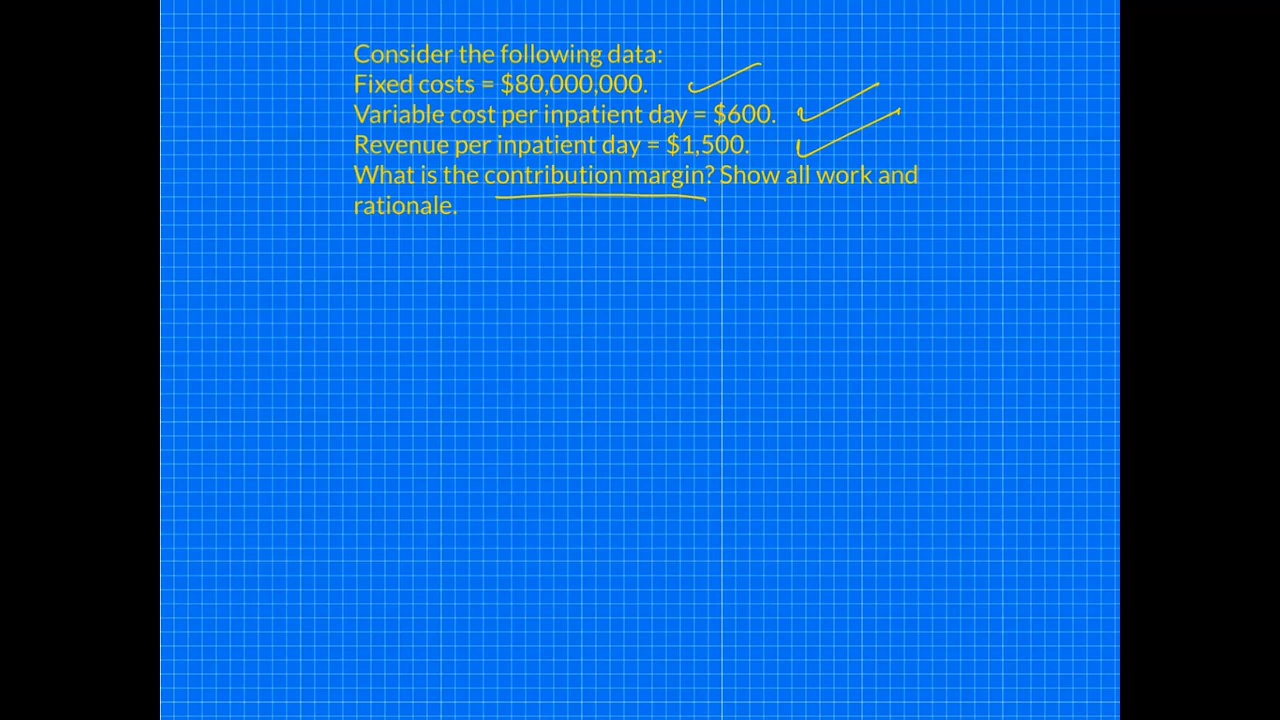 Consider the following data:
Fixed costs = $80,000,000.
Variable cost per inpatient day = $600.
Revenue per inpatient day = $1,500.
What is the contribution margin? Show all work and
rationale.